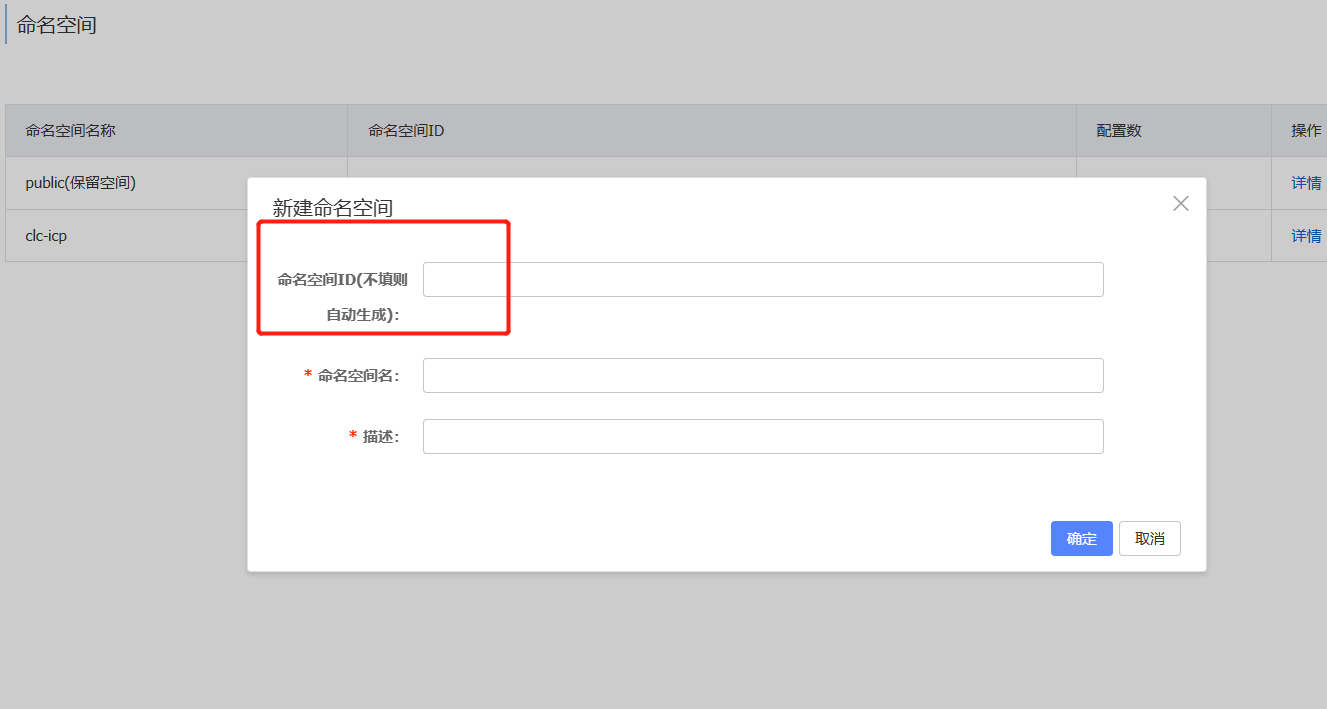 命名空间
命名空间名称 命名空间ID 配置数 操作
public(保留空间) 详情
clc-icp 详情
新建命名空间
命名空间ID(不填则
自动生成):
* 命名空间名:
* 描述:
确定 取消